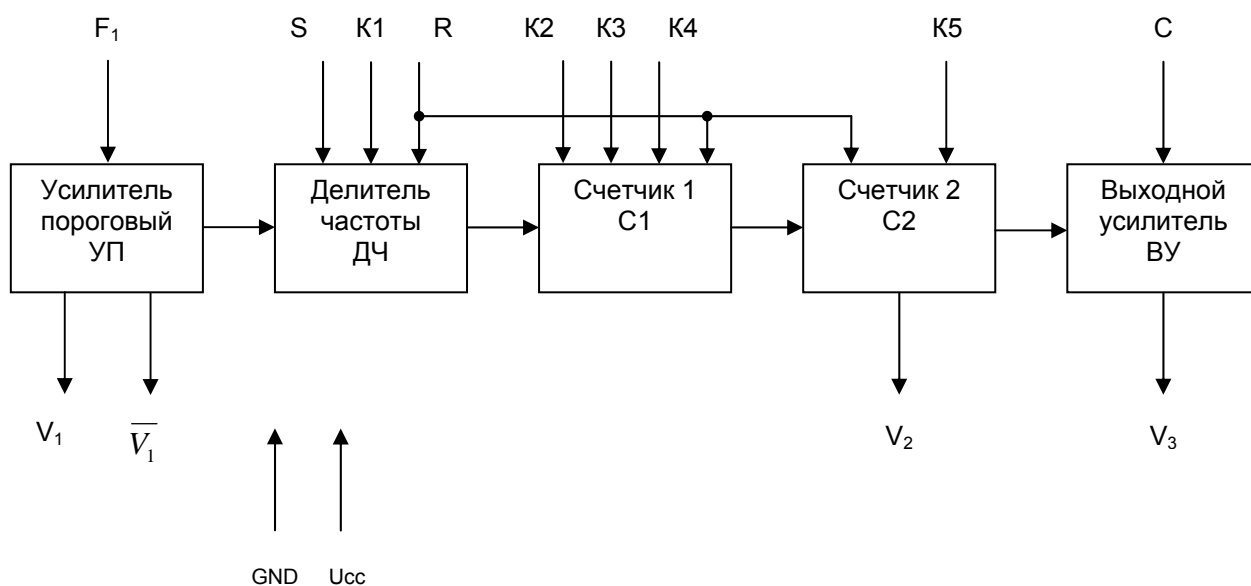 F₁ S К1 R К2 К3 К4 К5 C
Усилитель
пороговый
УП
Делитель
частоты
ДЧ
Счетчик 1
С1
Счетчик 2
С2
Выходной
усилитель
ВУ
V₁
V̅₁
V₂
V₃
GND
Ucc